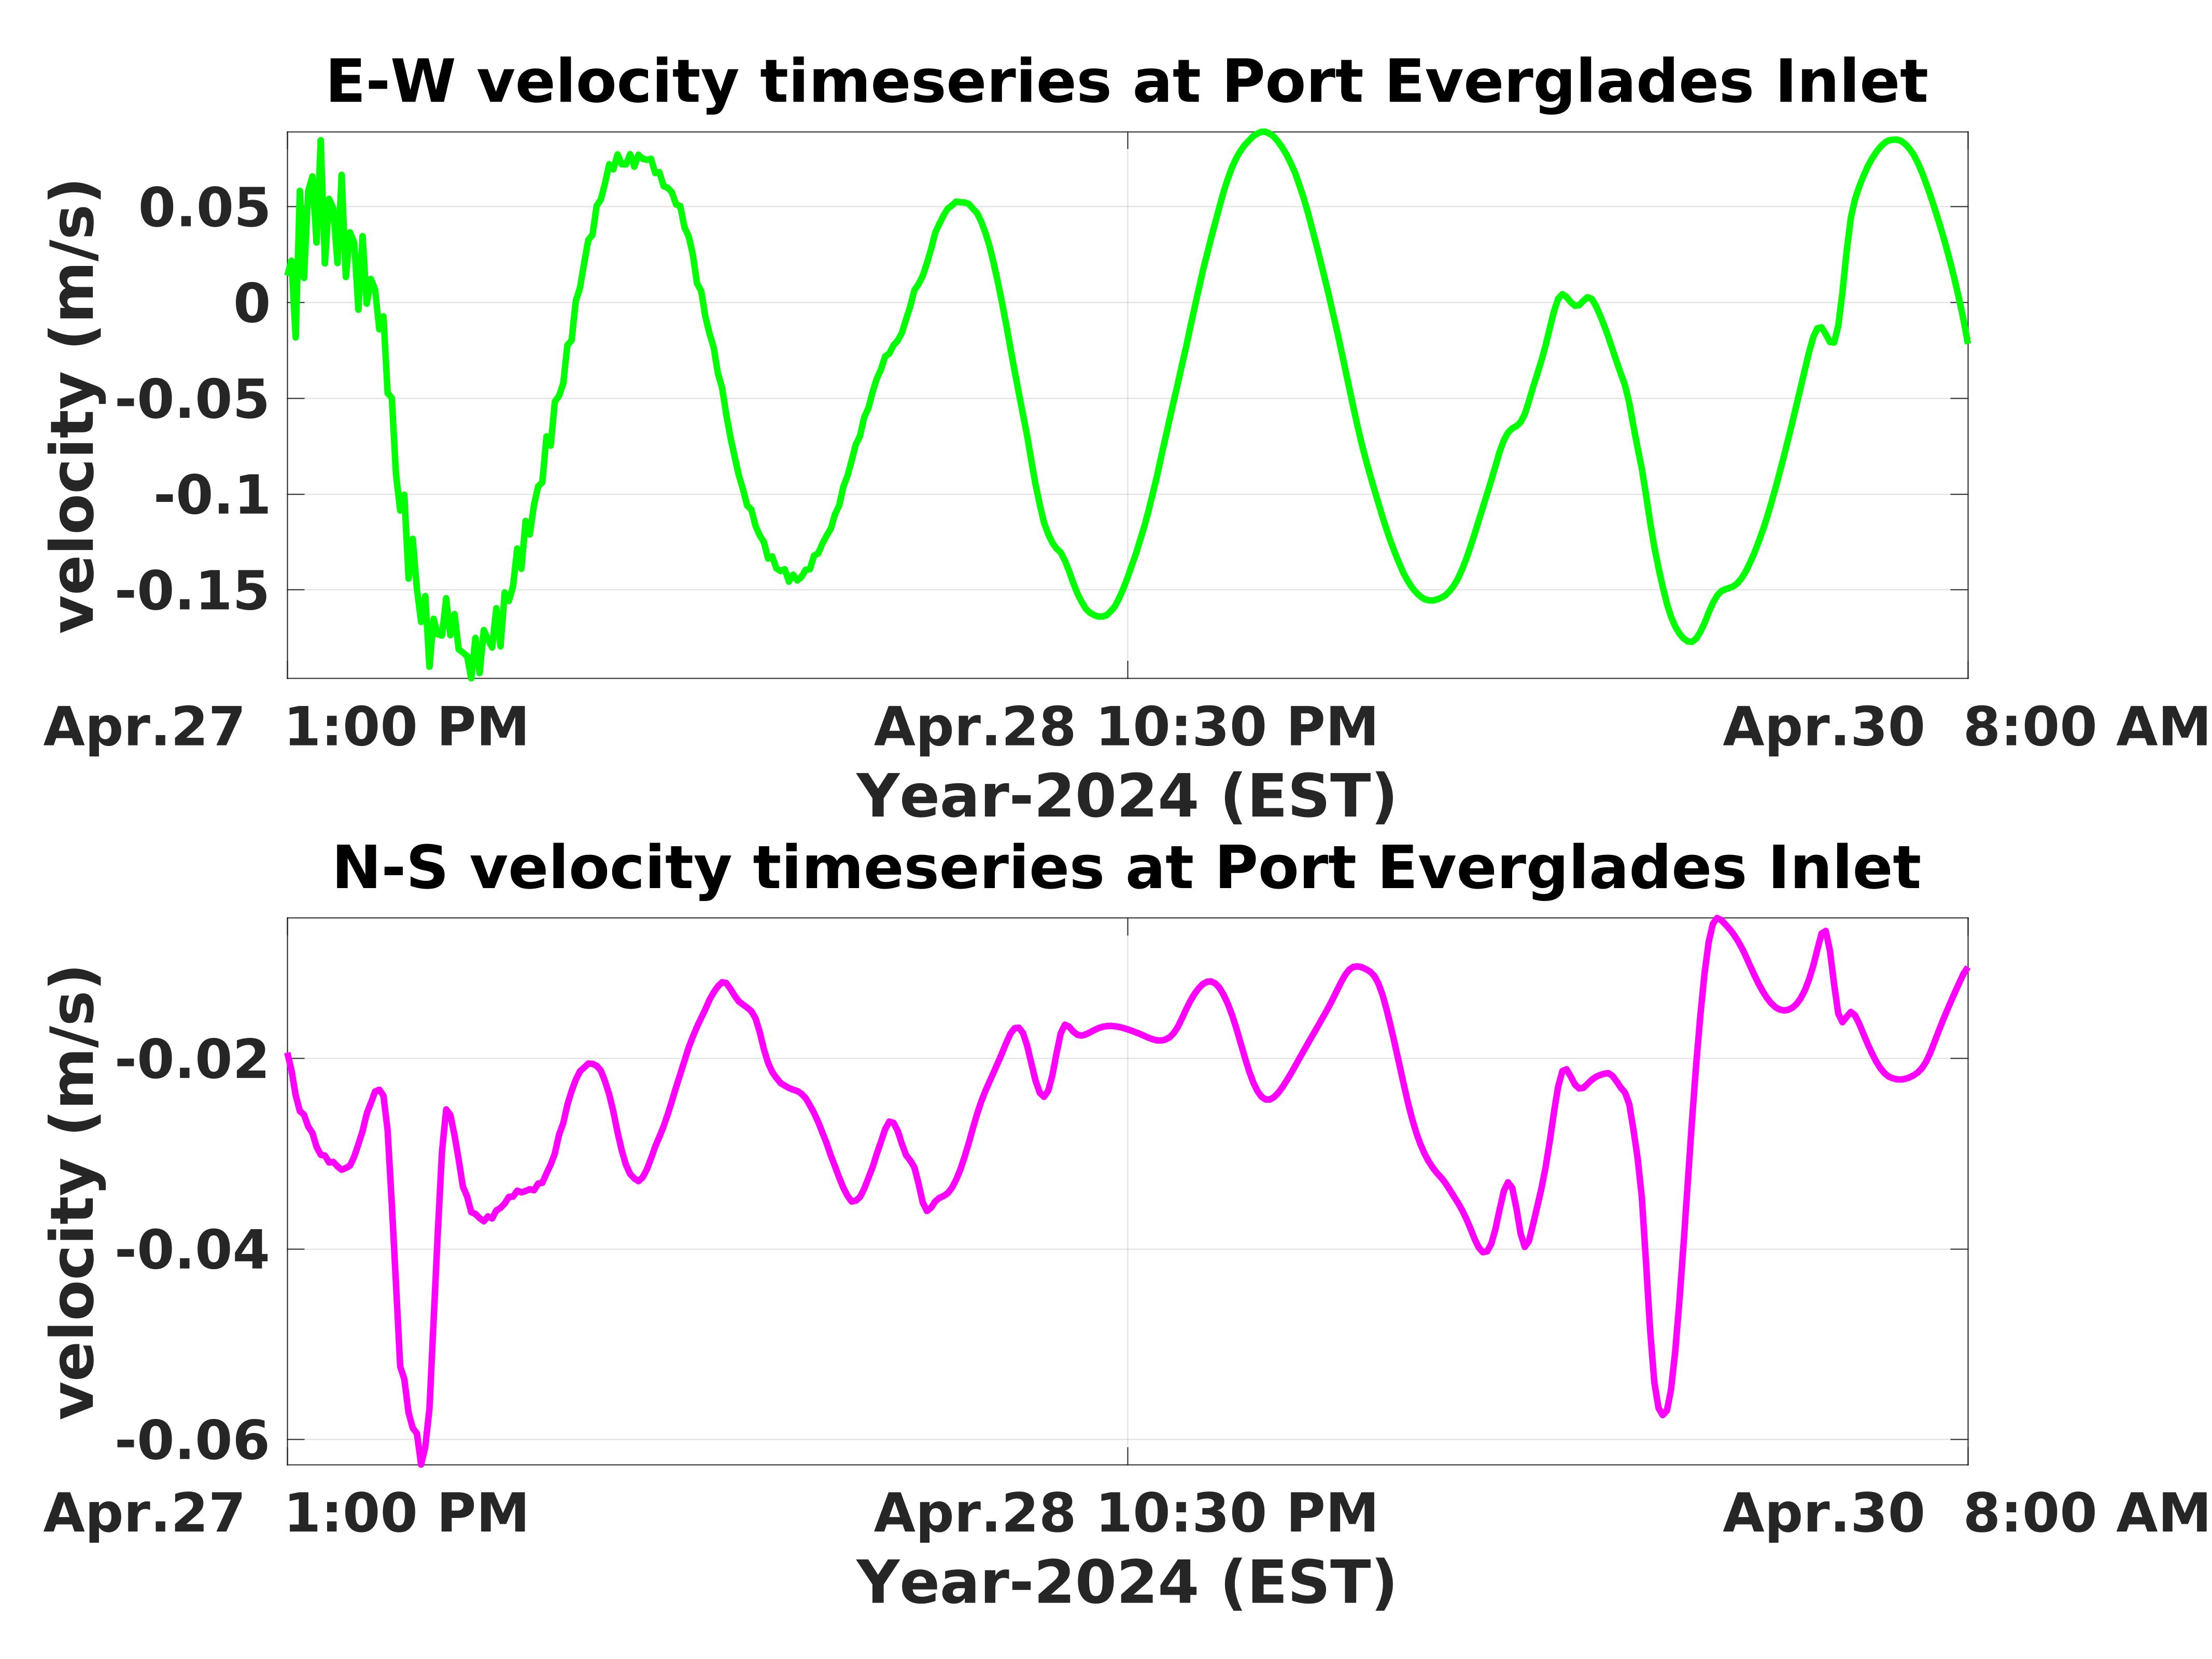 E-W velocity timeseries at Port Everglades Inlet
velocity (m/s)
0.05
0
-0.05
-0.1
-0.15
Apr.27 1:00 PM
Apr.28 10:30 PM
Apr.30 8:00 AM
Year-2024 (EST)
N-S velocity timeseries at Port Everglades Inlet
velocity (m/s)
-0.02
-0.04
-0.06
Apr.27 1:00 PM
Apr.28 10:30 PM
Apr.30 8:00 AM
Year-2024 (EST)